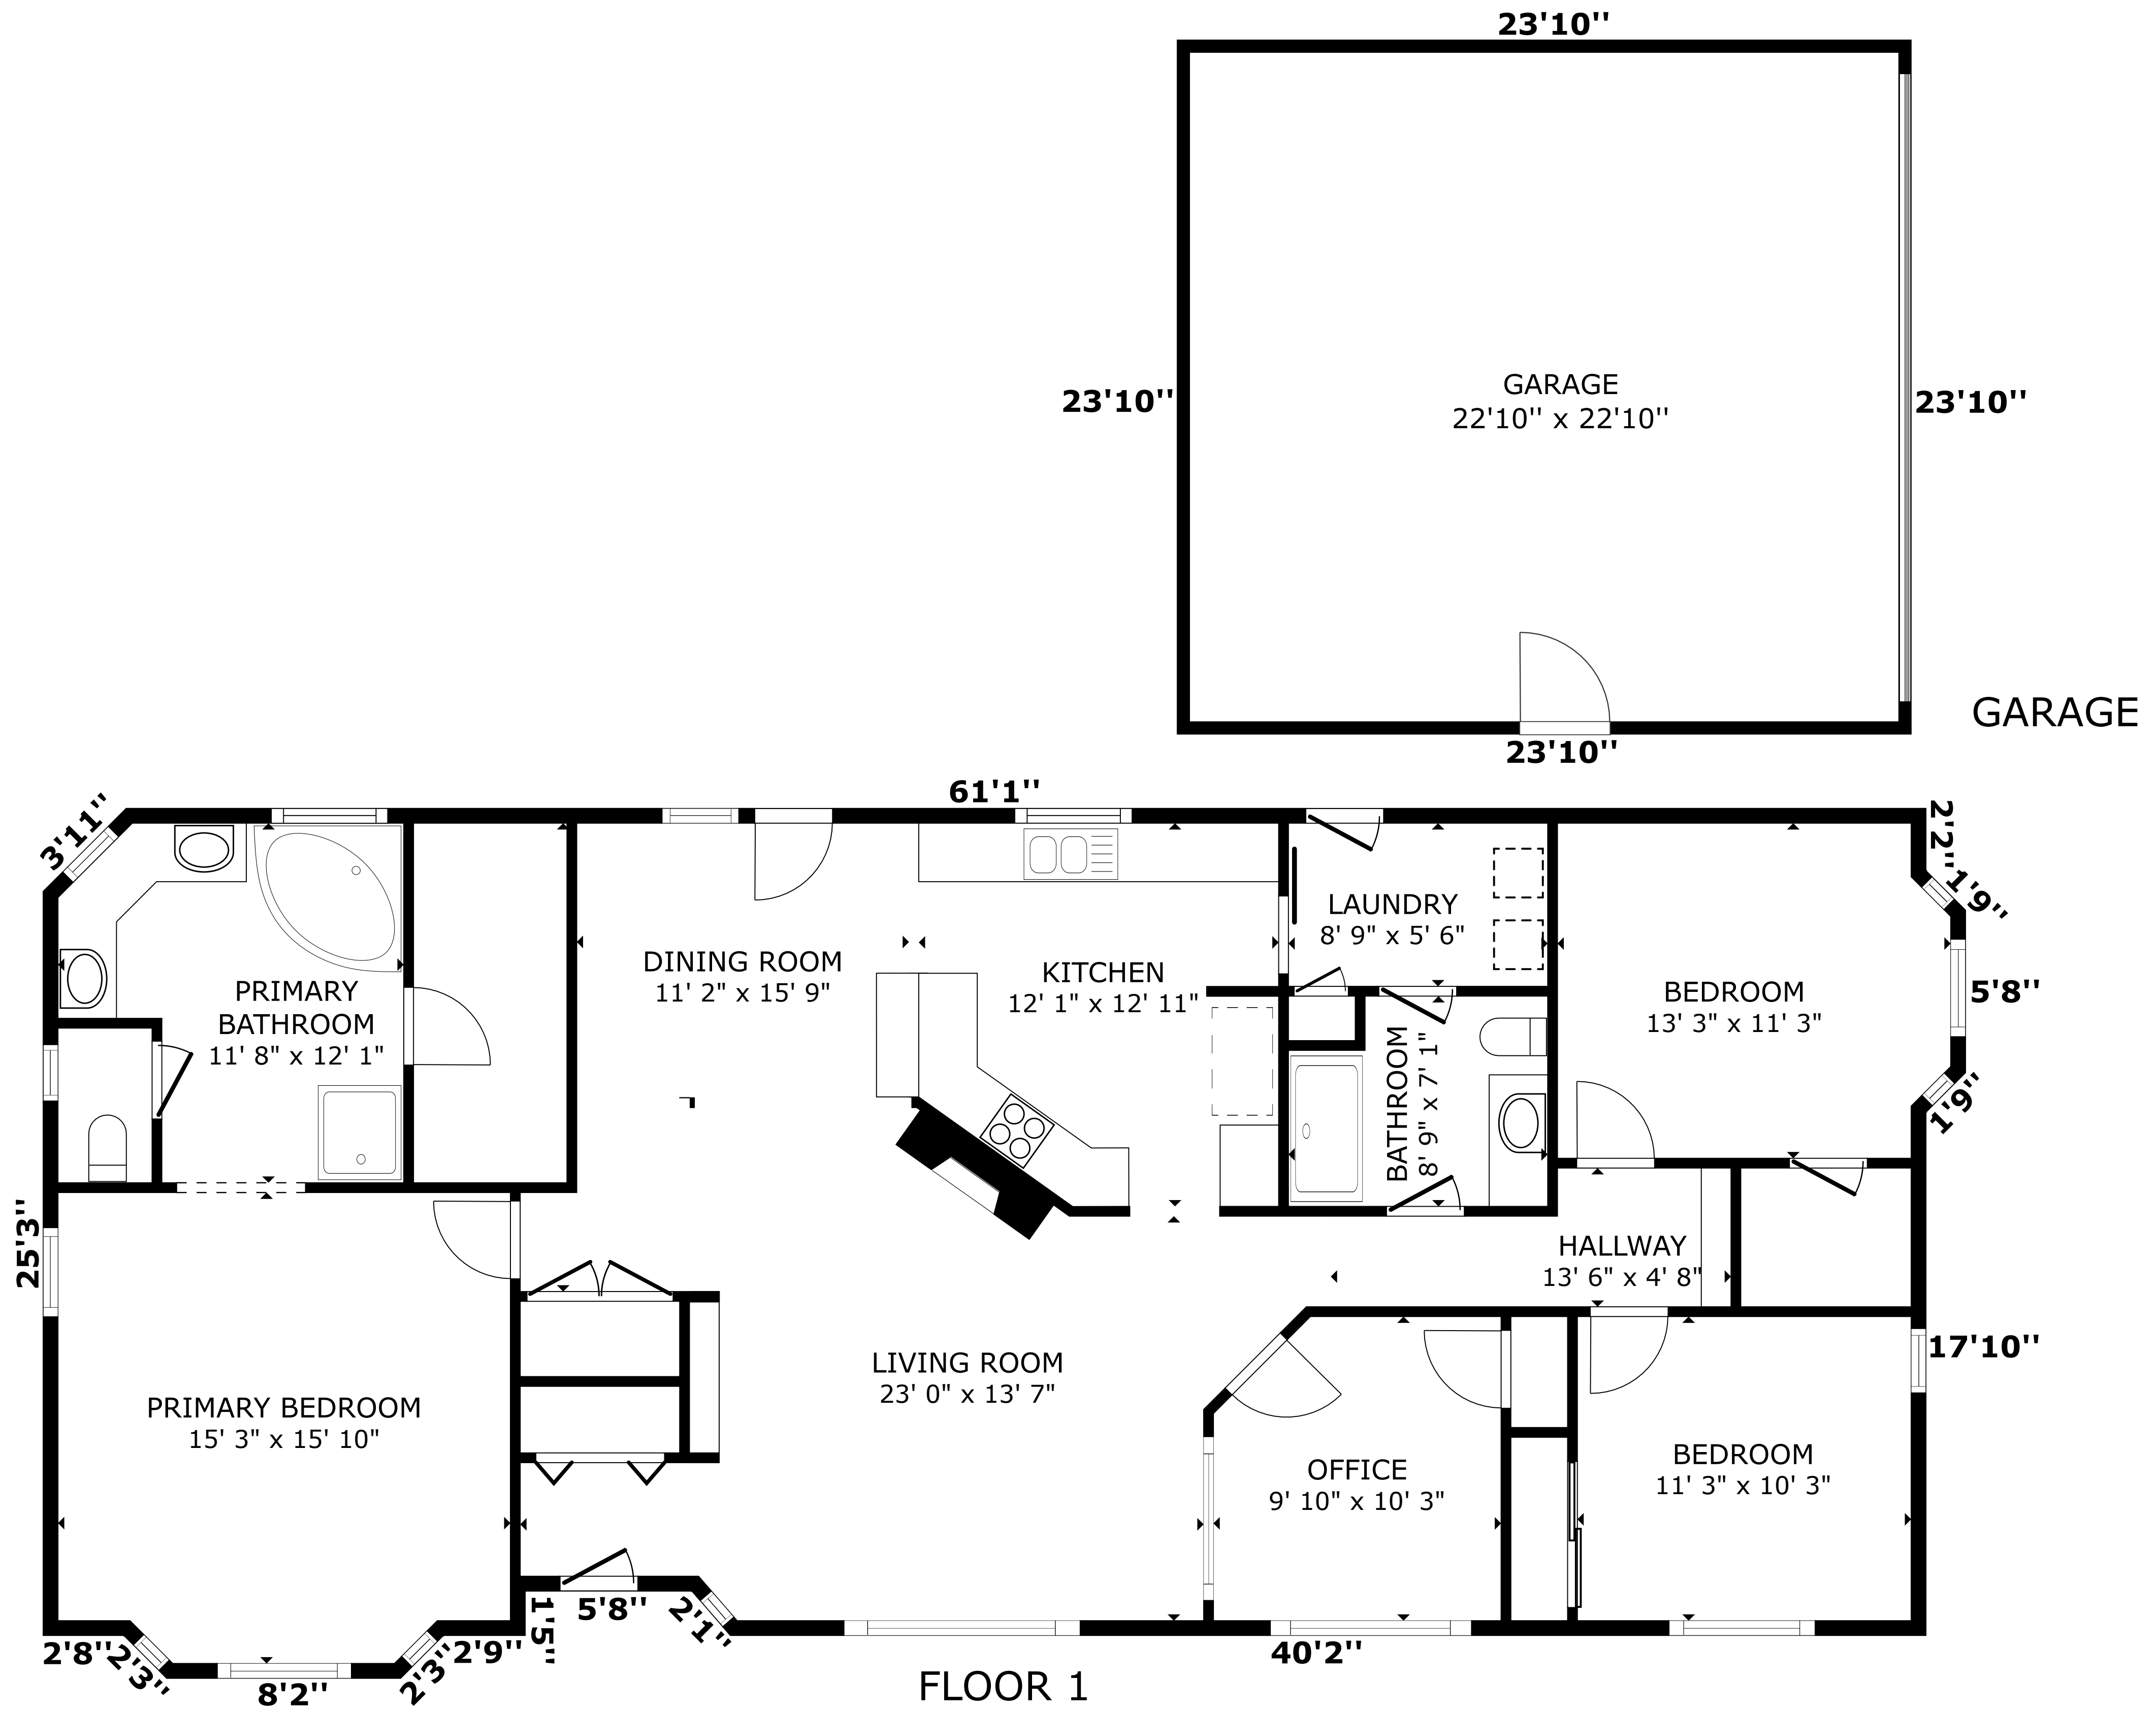 23'10''
GARAGE
22'10'' x 22'10''
23'10''
23'10''
GARAGE
23'10''
61'1''
3'11''
2'2''
1'9''
LAUNDRY
8' 9" x 5' 6"
DINING ROOM
11' 2" x 15' 9"
KITCHEN
12' 1" x 12' 11"
PRIMARY
BATHROOM
11' 8" x 12' 1"
BEDROOM
13' 3" x 11' 3"
5'8''
BATHROOM
8' 9" x 7' 1"
1'9''
25'3''
HALLWAY
13' 6" x 4' 8"
17'10''
LIVING ROOM
23' 0" x 13' 7"
PRIMARY BEDROOM
15' 3" x 15' 10"
OFFICE
9' 10" x 10' 3"
BEDROOM
11' 3" x 10' 3"
2'8''
2'3''
8'2''
2'3''
2'9''
1'5''
5'8''
2'1''
40'2''
FLOOR 1